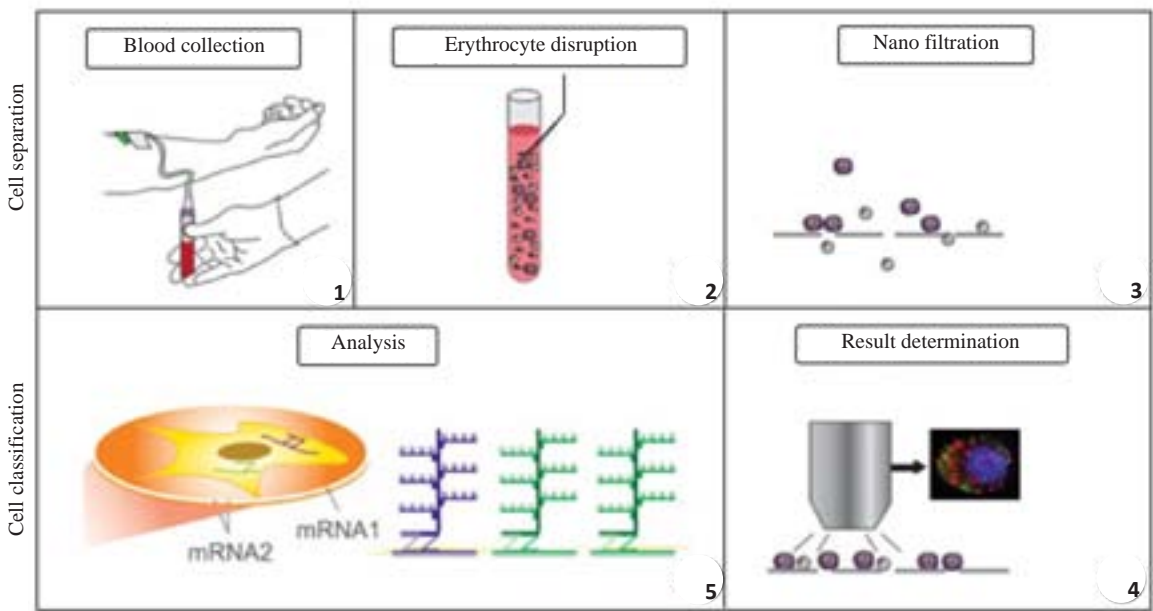 Cell separation
Blood collection
1
Erythrocyte disruption
2
Nano filtration
3
Cell classification
Analysis
mRNA2
mRNA1
5
Result determination
4